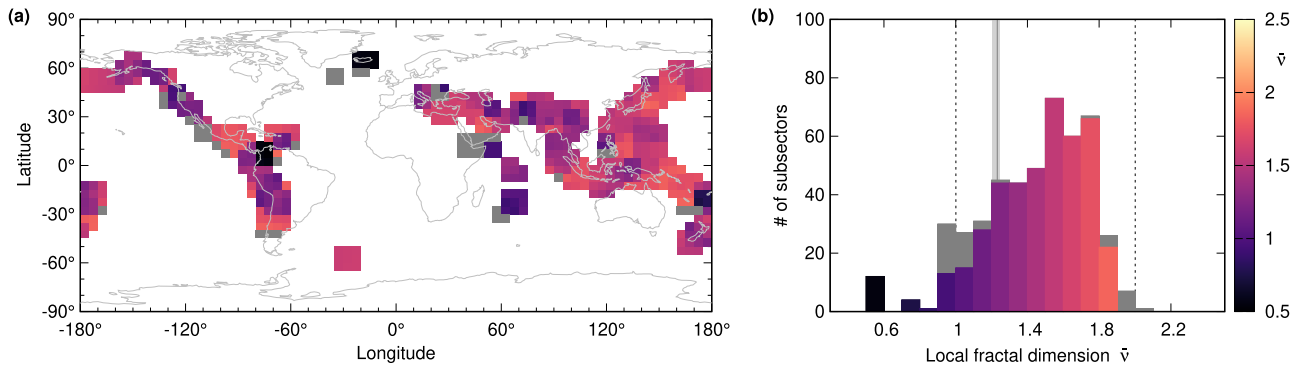 (a)
90°
60°
30°
0°
-30°
-60°
-90°
Latitude
-180° -120° -60° 0° 60° 120° 180°
Longitude
(b)
100
80
60
40
20
0
# of subsectors
0.6 1 1.4 1.8 2.2
Local fractal dimension ν̄
2.5
ν̄
2
1.5
1
0.5